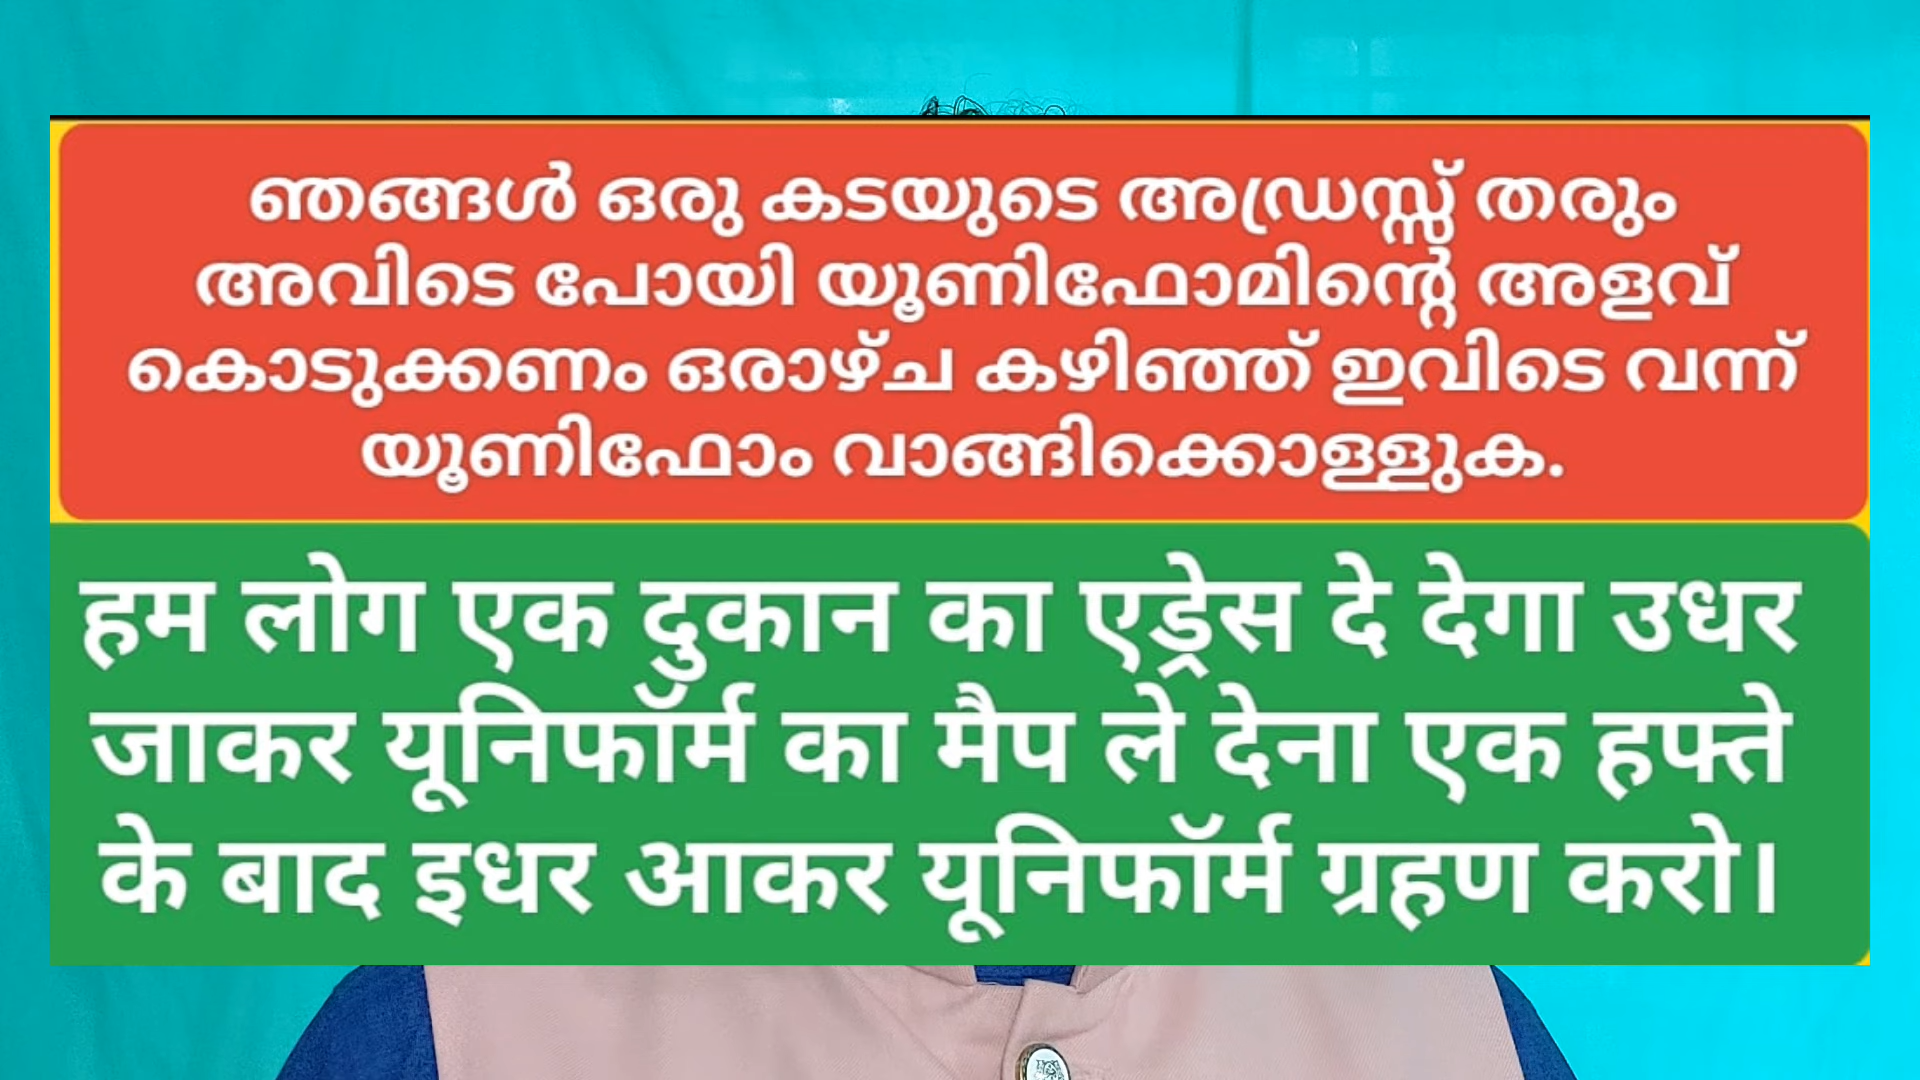 ഞങ്ങൾ ഒരു കടയുടെ അഡ്രസ്സ് തരും
അവിടെ പോയി യൂണിഫോമിന്റെ അളവ്
കൊടുക്കണം ഒരാഴ്ച കഴിഞ്ഞ് ഇവിടെ വന്ന്
യൂണിഫോം വാങ്ങിക്കൊള്ളുക.
हम लोग एक दुकान का एड्रेस दे देगा उधर
जाकर यूनिफॉर्म का मैप ले देना एक हफ्ते
के बाद इधर आकर यूनिफॉर्म ग्रहण करो।